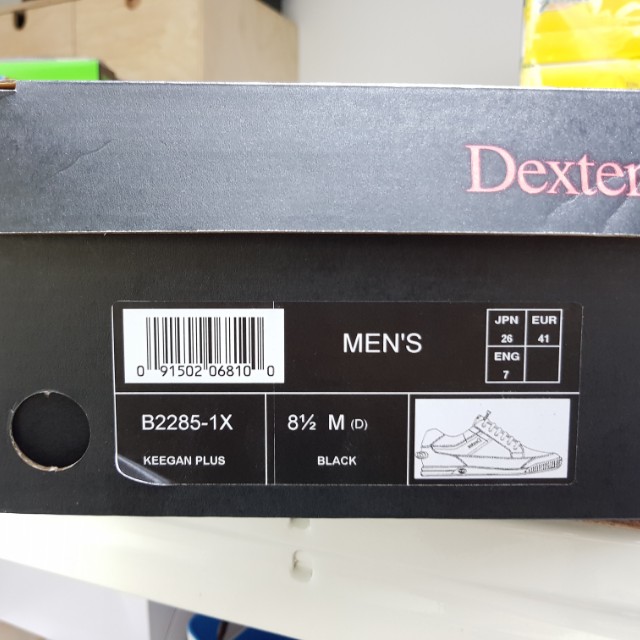 Dexter
0 91502 06810 0
MEN'S
JPN 26
EUR 41
ENG 7
B2285-1X
KEEGAN PLUS
8½ M (D)
BLACK